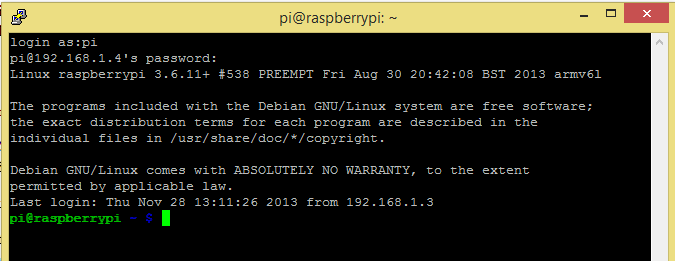 pi@raspberrypi: ~
login as:pi
pi@192.168.1.4's password:
Linux raspberrypi 3.6.11+ #538 PREEMPT Fri Aug 30 20:42:08 BST 2013 armv6l
The programs included with the Debian GNU/Linux system are free software;
the exact distribution terms for each program are described in the
individual files in /usr/share/doc/*/copyright.
Debian GNU/Linux comes with ABSOLUTELY NO WARRANTY, to the extent
permitted by applicable law.
Last login: Thu Nov 28 13:11:26 2013 from 192.168.1.3
pi@raspberrypi ~ $